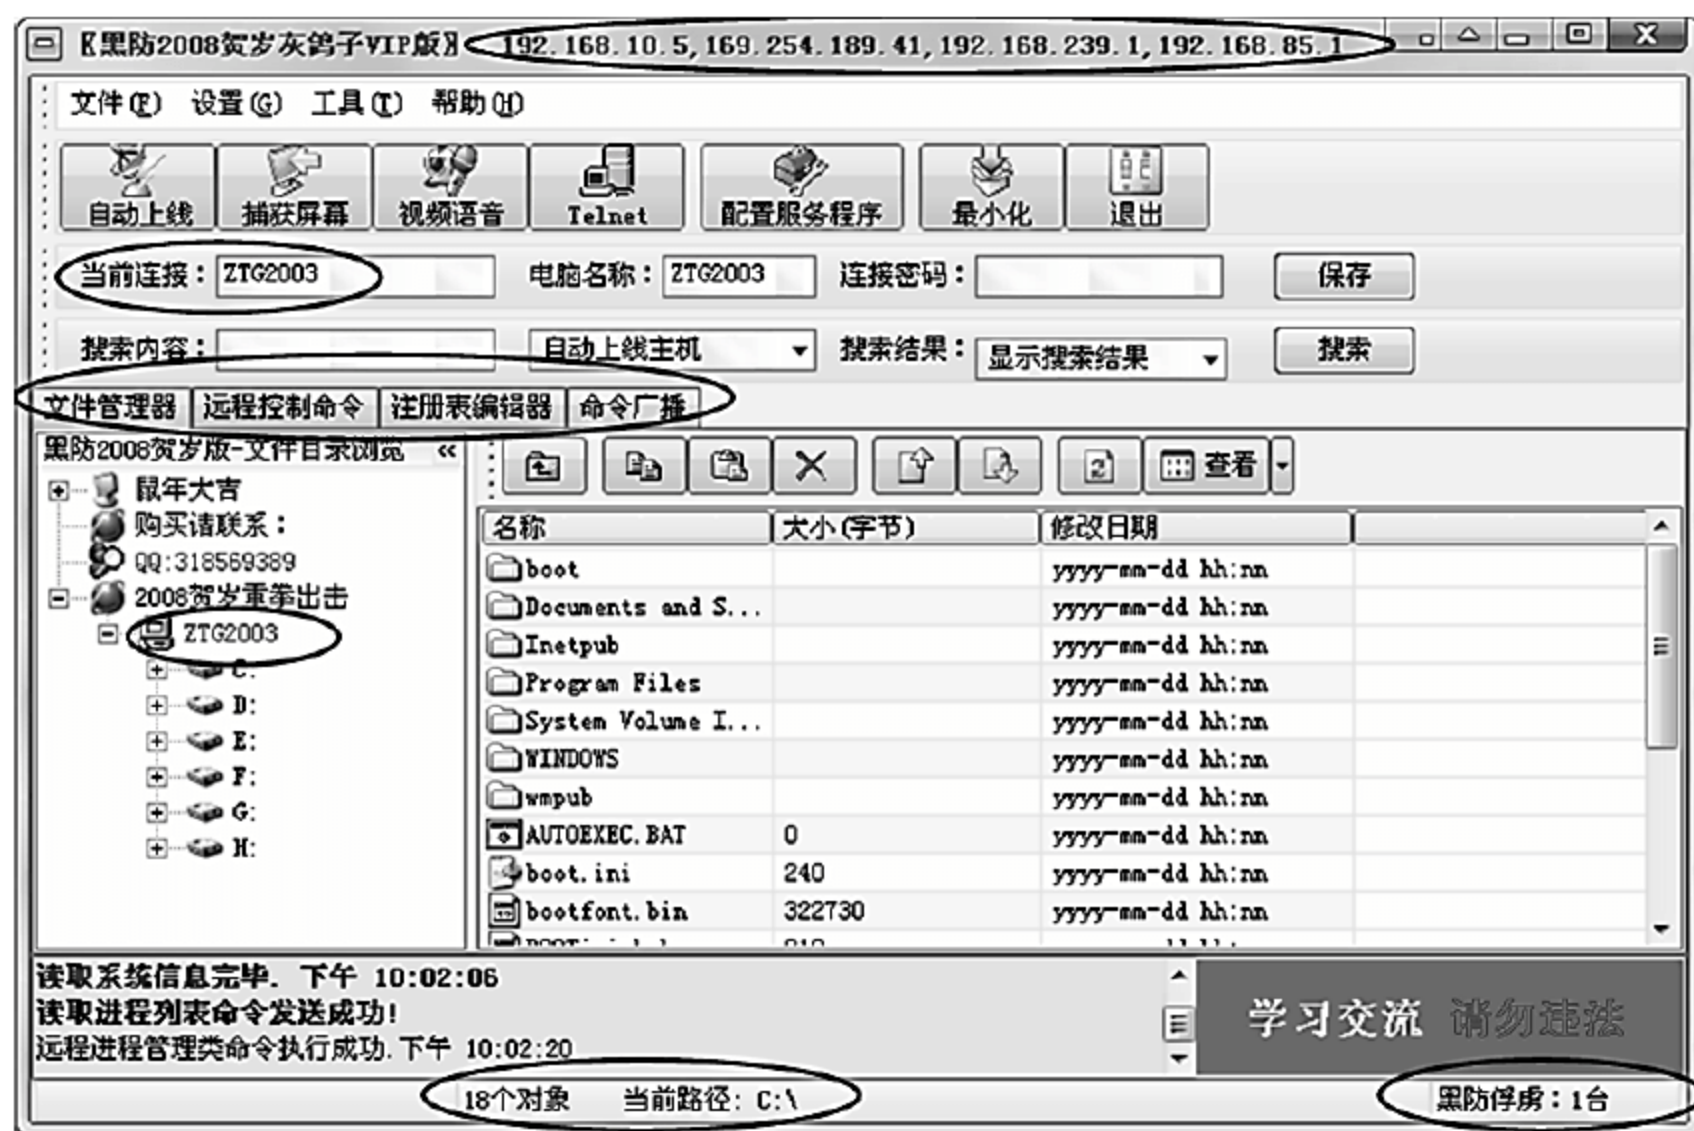 〖黑防2008贺岁灰鸽子VIP版〗 192.168.10.5,169.254.189.41,192.168.239.1,192.168.85.1
文件(F) 设置(G) 工具(T) 帮助(H)
自动上线 捕获屏幕 视频语音 Telnet 配置服务程序 最小化 退出
当前连接： ZTG2003 电脑名称： ZTG2003 连接密码： 保存
搜索内容： 自动上线主机 搜索结果： 显示搜索结果 搜索
文件管理器 远程控制命令 注册表编辑器 命令广播
黑防2008贺岁版-文件目录浏览 «
查看
鼠年大吉
购买请联系：
QQ:318569389
2008贺岁重拳出击
ZTG2003
C:
D:
E:
F:
G:
H:
名称 大小(字节) 修改日期
boot yyyy-mm-dd hh:nn
Documents and S... yyyy-mm-dd hh:nn
Inetpub yyyy-mm-dd hh:nn
Program Files yyyy-mm-dd hh:nn
System Volume I... yyyy-mm-dd hh:nn
WINDOWS yyyy-mm-dd hh:nn
wmpub yyyy-mm-dd hh:nn
AUTOEXEC.BAT 0 yyyy-mm-dd hh:nn
boot.ini 240 yyyy-mm-dd hh:nn
bootfont.bin 322730 yyyy-mm-dd hh:nn
读取系统信息完毕. 下午 10:02:06
读取进程列表命令发送成功!
远程进程管理类命令执行成功.下午 10:02:20
学习交流 请勿违法
18个对象 当前路径: C:\
黑防俘虏：1台